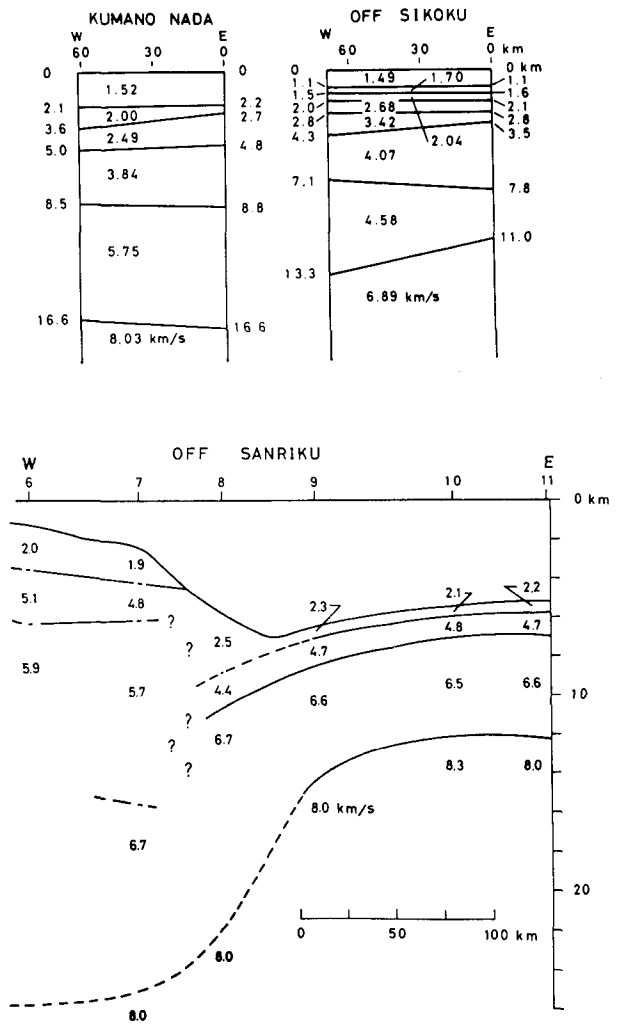 KUMANO NADA
W E
60 30 0
0 0
1.52
2.1 2.2
2.00 2.7
3.6
2.49
5.0 4.8
3.84
8.5 8.8
5.75
16.6 16 6
8.03 km/s
OFF SIKOKU
W E
60 30 0 km
0 0 km
1.49 1.70
1.1 1.1
1.5 1.6
2.0 2.68 2.1
2.8 3.42 2.8
4.3 2.04 3.5
4.07
7.1 7.8
4.58
11.0
13.3
6.89 km/s
OFF SANRIKU
W E
6 7 8 9 10 11
0 km
2.0 1.9
5.1 4.8 ? 2.5 2.3 2.1 2.2
? 4.7 4.8 4.7
5.9 5.7 4.4 6.6 6.5 6.6
10
? 6.7
? ?
8.3 8.0
8.0 km/s
6.7
20
0 50 100 km
8.0
8.0